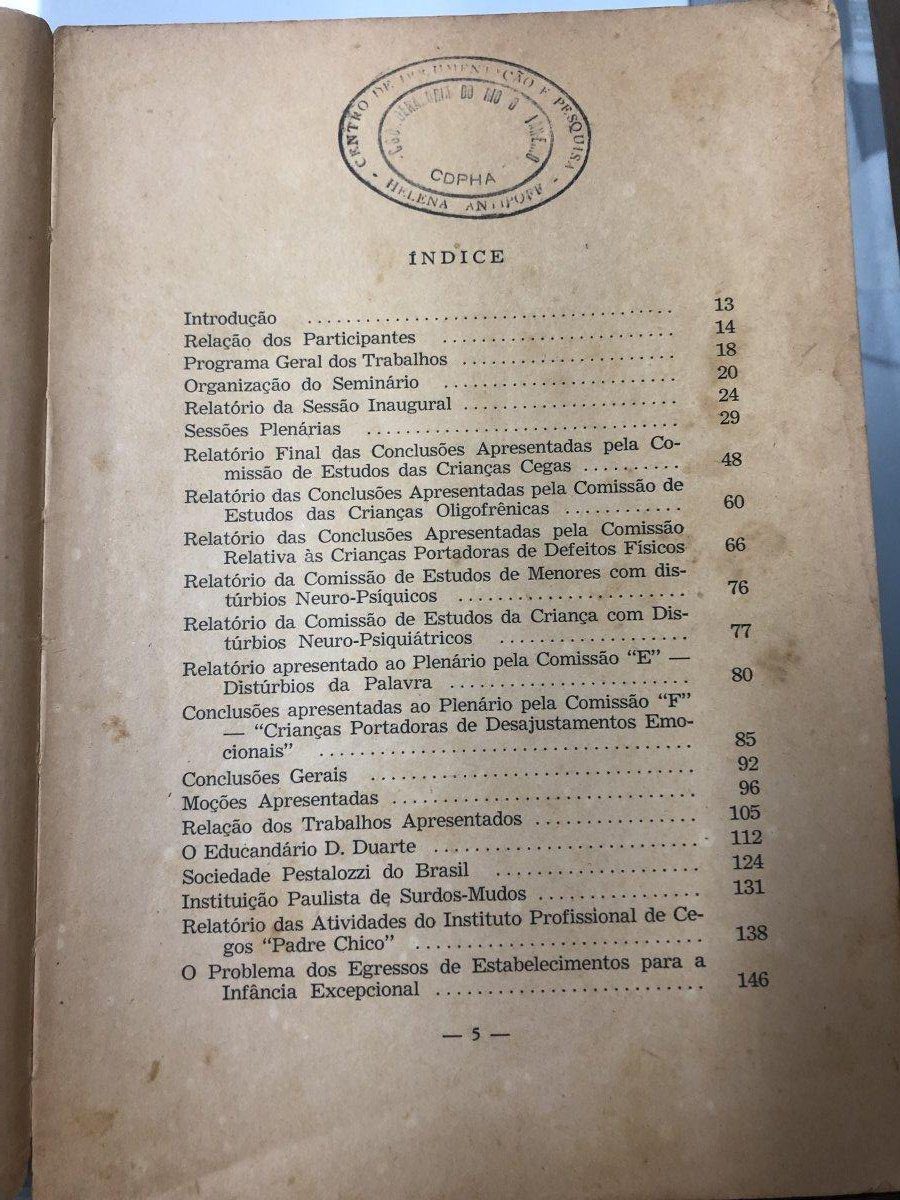 CENTRO DE DOCUMENTAÇÃO E PESQUISA
DO RIO D
CDPHA
- HELENA ANTIPOFF -
ÍNDICE
Introdução ........................................ 13
Relação dos Participantes ........................ 14
Programa Geral dos Trabalhos ...................... 18
Organização do Seminário ........................ 20
Relatório da Sessão Inaugural ...................... 24
Sessões Plenárias ................................ 29
Relatório Final das Conclusões Apresentadas pela Co-
missão de Estudos das Crianças Cegas .......... 48
Relatório das Conclusões Apresentadas pela Comissão de
Estudos das Crianças Oligofrênicas ............ 60
Relatório das Conclusões Apresentadas pela Comissão
Relativa às Crianças Portadoras de Defeitos Físicos 66
Relatório da Comissão de Estudos de Menores com dis-
túrbios Neuro-Psíquicos ...................... 76
Relatório da Comissão de Estudos da Criança com Dis-
túrbios Neuro-Psiquiátricos ................... 77
Relatório apresentado ao Plenário pela Comissão “E” —
Distúrbios da Palavra ........................ 80
Conclusões apresentadas ao Plenário pela Comissão “F”
— “Crianças Portadoras de Desajustamentos Emo-
cionais” ..................................... 85
Conclusões Gerais ................................ 92
Moções Apresentadas .............................. 96
Relação dos Trabalhos Apresentados ................ 105
O Educandário D. Duarte .......................... 112
Sociedade Pestalozzi do Brasil .................... 124
Instituição Paulista de Surdos-Mudos ................ 131
Relatório das Atividades do Instituto Profissional de Ce-
gos “Padre Chico” ............................ 138
O Problema dos Egressos de Estabelecimentos para a
Infância Excepcional .......................... 146
— 5 —